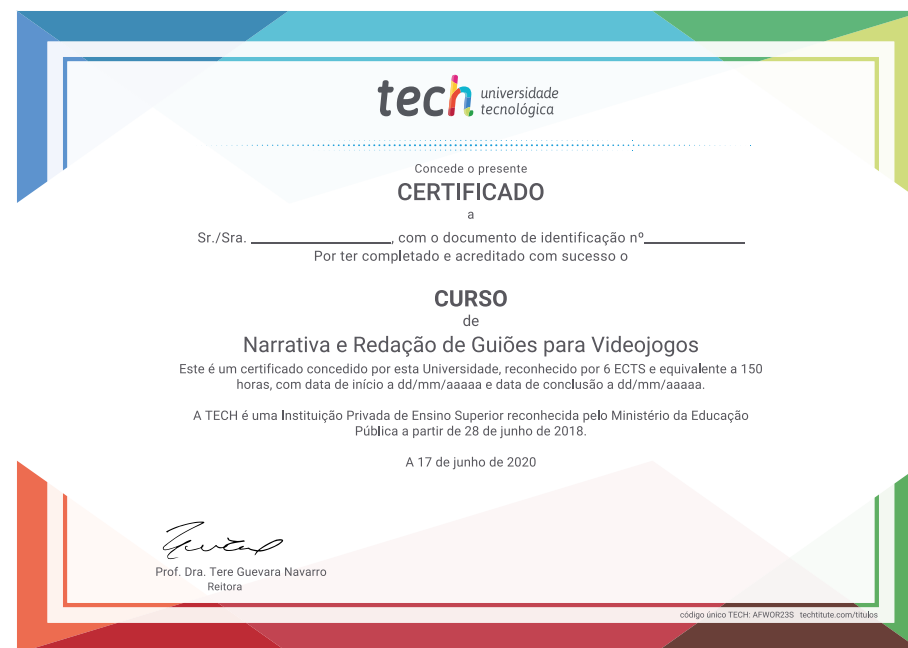 tech universidade
tecnológica
Concede o presente
CERTIFICADO
a
Sr./Sra. ____________________, com o documento de identificação nº______________
Por ter completado e acreditado com sucesso o
CURSO
de
Narrativa e Redação de Guiões para Videojogos
Este é um certificado concedido por esta Universidade, reconhecido por 6 ECTS e equivalente a 150
horas, com data de início a dd/mm/aaaaa e data de conclusão a dd/mm/aaaaa.
A TECH é uma Instituição Privada de Ensino Superior reconhecida pelo Ministério da Educação
Pública a partir de 28 de junho de 2018.
A 17 de junho de 2020
Prof. Dra. Tere Guevara Navarro
Reitora
código único TECH: AFWOR23S techtitute.com/titulos